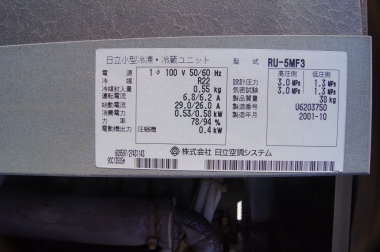 日立小型冷凍・冷蔵ユニット
型式 RU-5MF3
電源 1φ 100 V 50/60 Hz
冷媒 R22
冷媒封入量 0.55 kg
運転電流 6.8/6.2 A
始動電流 29.0/26.0 A
消費電力 0.53/0.58 kW
力率 78/94 %
電動機出力 圧縮機 0.4 kW
高圧側 低圧側
設計圧力 3.0 MPa 1.3 MPa
気密試験 3.0 MPa 1.3 MPa
製品質量 38 kg
製造番号 U6203750
製造年月 2001-10
株式会社 日立空調システム